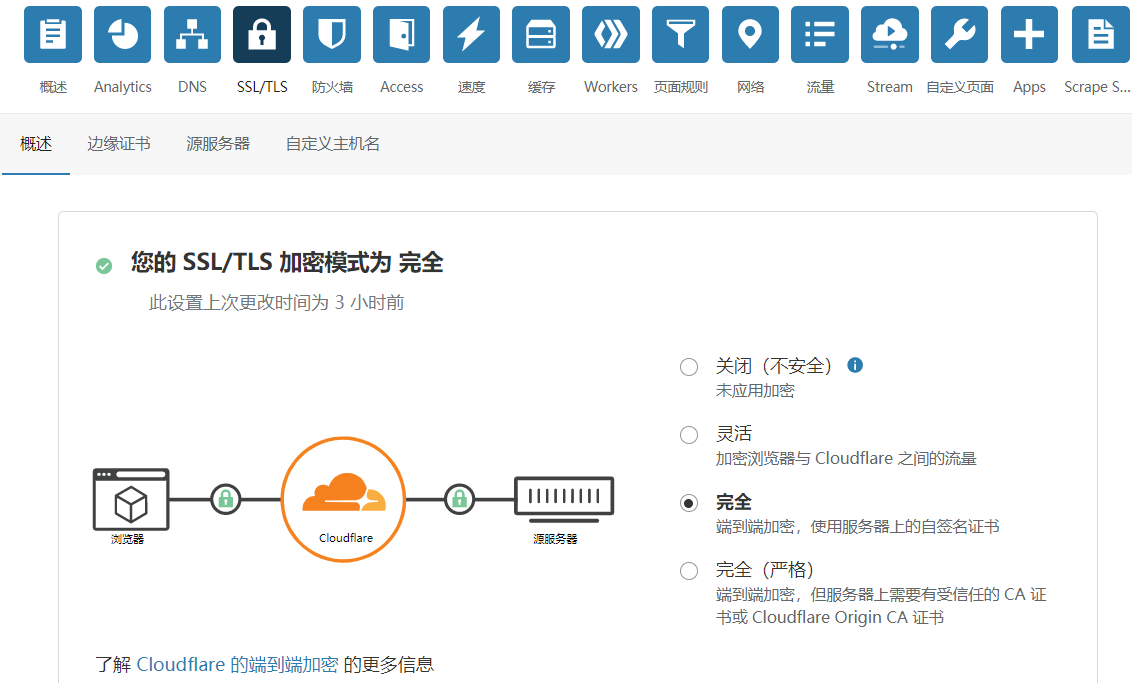 概述 Analytics DNS SSL/TLS 防火墙 Access 速度 缓存 Workers 页面规则 网络 流量 Stream 自定义页面 Apps Scrape S...
概述 边缘证书 源服务器 自定义主机名
您的 SSL/TLS 加密模式为 完全
此设置上次更改时间为 3 小时前
关闭（不安全）
未应用加密
灵活
加密浏览器与 Cloudflare 之间的流量
完全
端到端加密，使用服务器上的自签名证书
完全（严格）
端到端加密，但服务器上需要有受信任的 CA 证
书或 Cloudflare Origin CA 证书
浏览器
Cloudflare
源服务器
了解 Cloudflare 的端到端加密 的更多信息